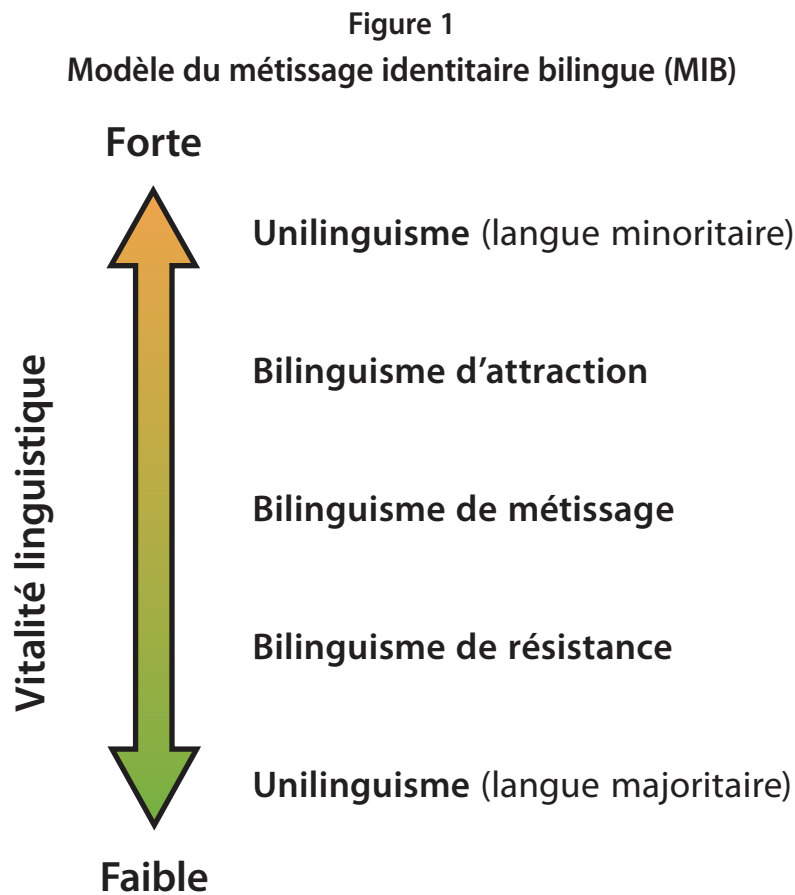 Figure 1
Modèle du métissage identitaire bilingue (MIB)
Forte
Vitalité linguistique
Unilinguisme (langue minoritaire)
Bilinguisme d’attraction
Bilinguisme de métissage
Bilinguisme de résistance
Unilinguisme (langue majoritaire)
Faible